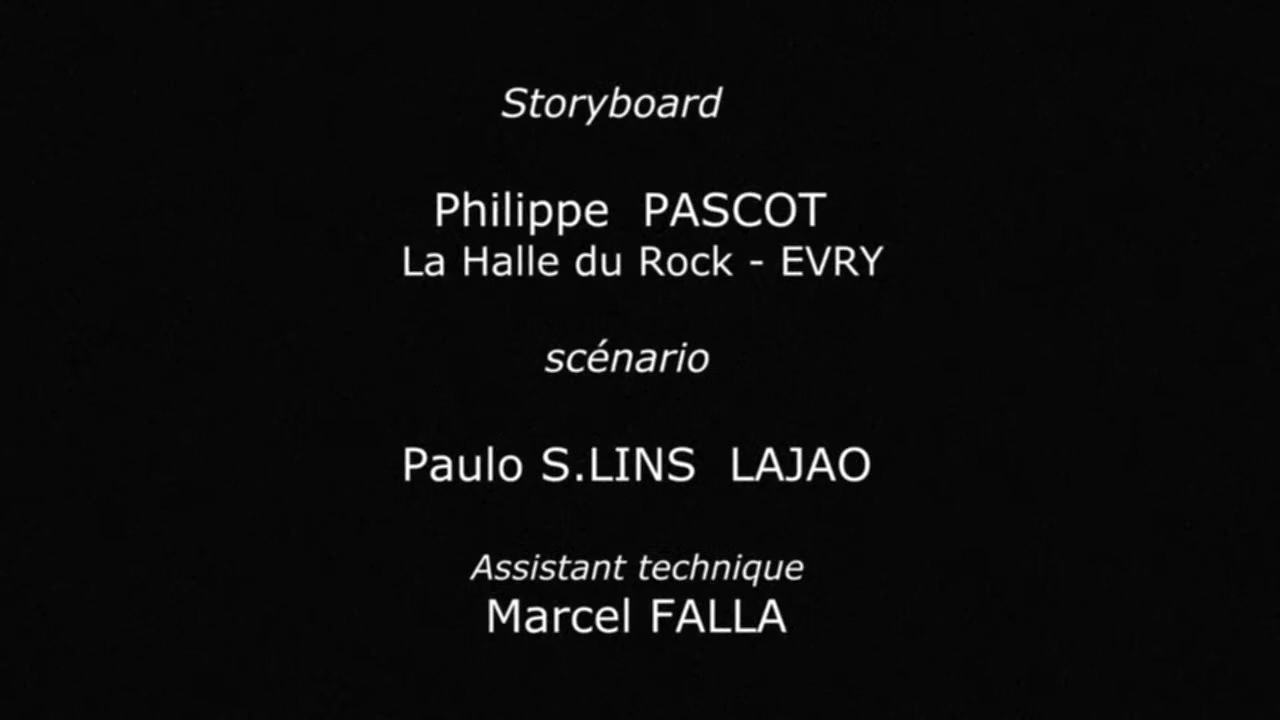 Storyboard
Philippe PASCOT
La Halle du Rock - EVRY
scénario
Paulo S.LINS LAJAO
Assistant technique
Marcel FALLA